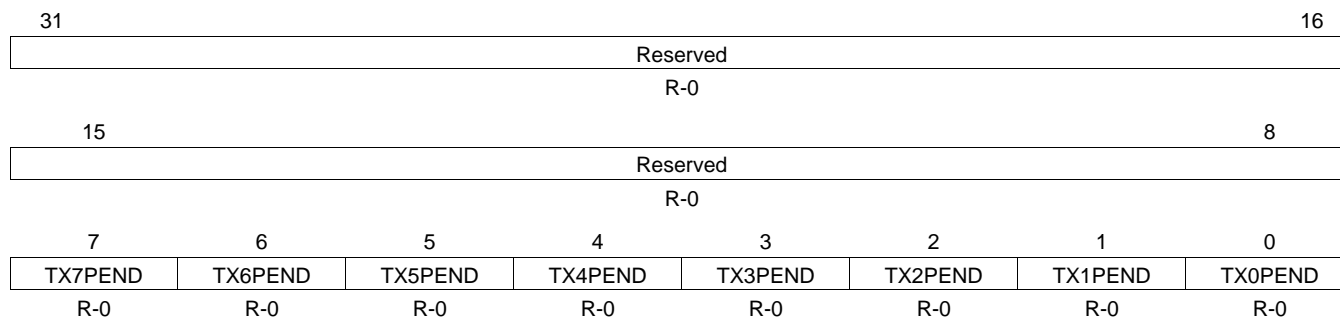 31 16
Reserved
R-0
15 8
Reserved
R-0
7 6 5 4 3 2 1 0
TX7PEND TX6PEND TX5PEND TX4PEND TX3PEND TX2PEND TX1PEND TX0PEND
R-0 R-0 R-0 R-0 R-0 R-0 R-0 R-0